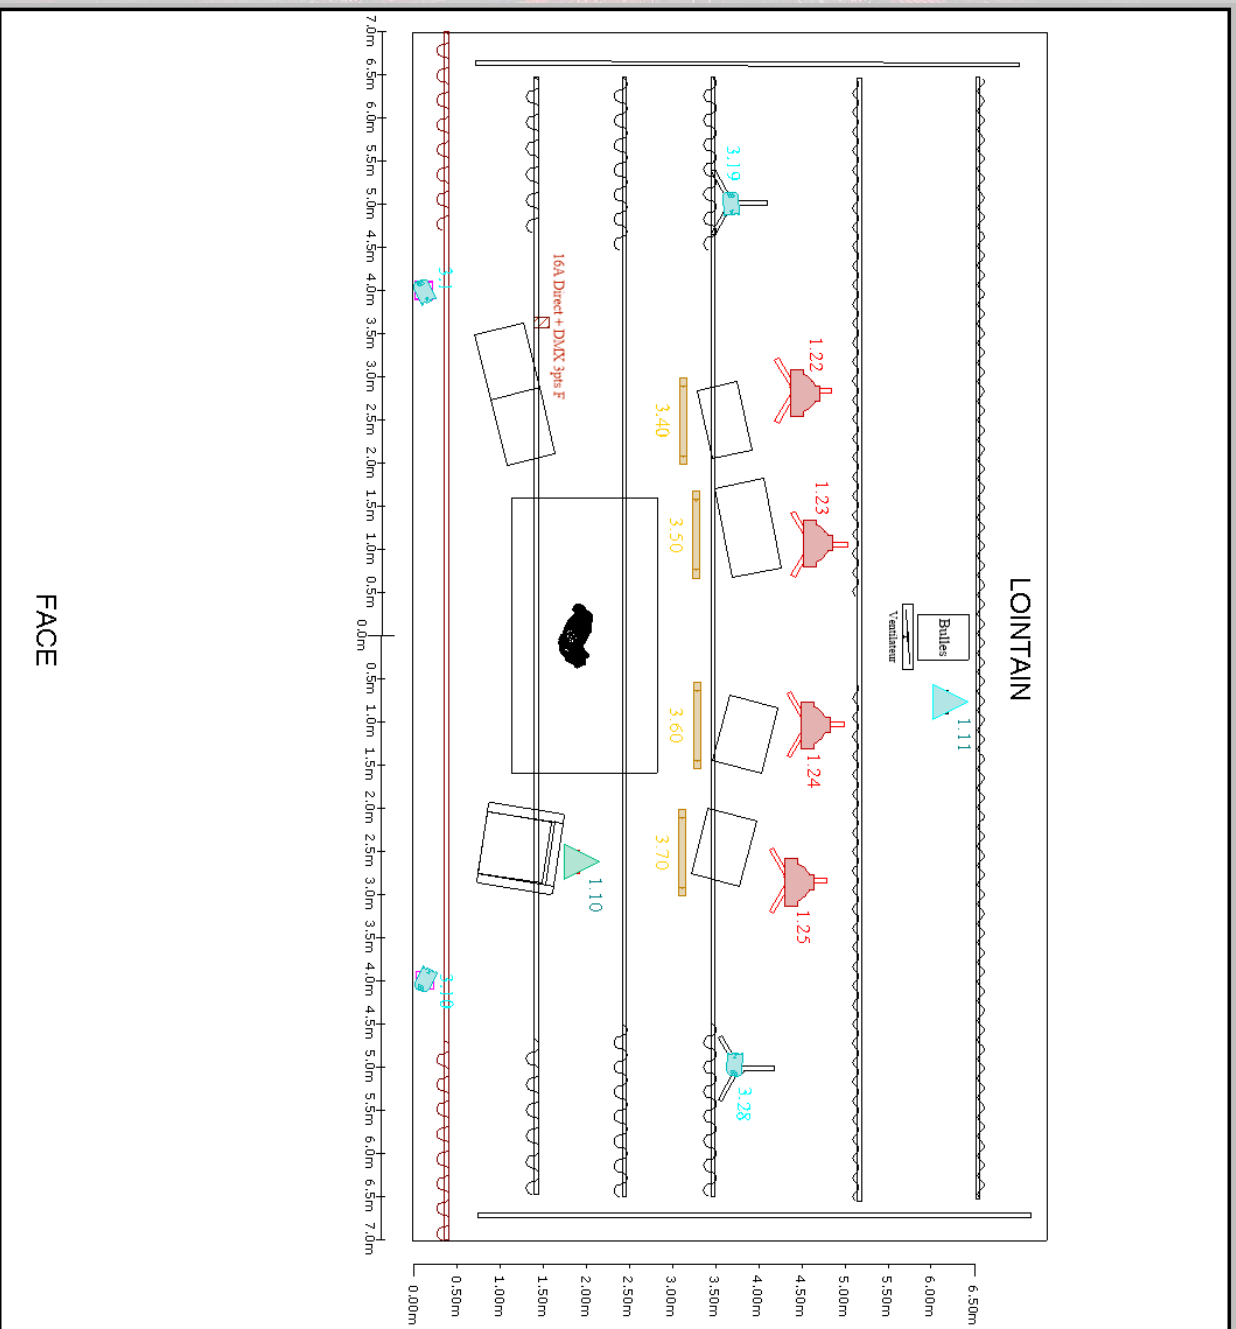 LOINTAIN
FACE
Bulles
Ventilateur
16A Direct + DMX 3pts F
1.11
1.22
1.23
1.24
1.25
3.19
3.28
3.40
3.50
3.60
3.70
1.10
3.1
3.10
7.0m
6.5m
6.0m
5.5m
5.0m
4.5m
4.0m
3.5m
3.0m
2.5m
2.0m
1.5m
1.0m
0.5m
0.0m
0.5m
1.0m
1.5m
2.0m
2.5m
3.0m
3.5m
4.0m
4.5m
5.0m
5.5m
6.0m
6.5m
7.0m
0.00m
0.50m
1.00m
1.50m
2.00m
2.50m
3.00m
3.50m
4.00m
4.50m
5.00m
5.50m
6.00m
6.50m